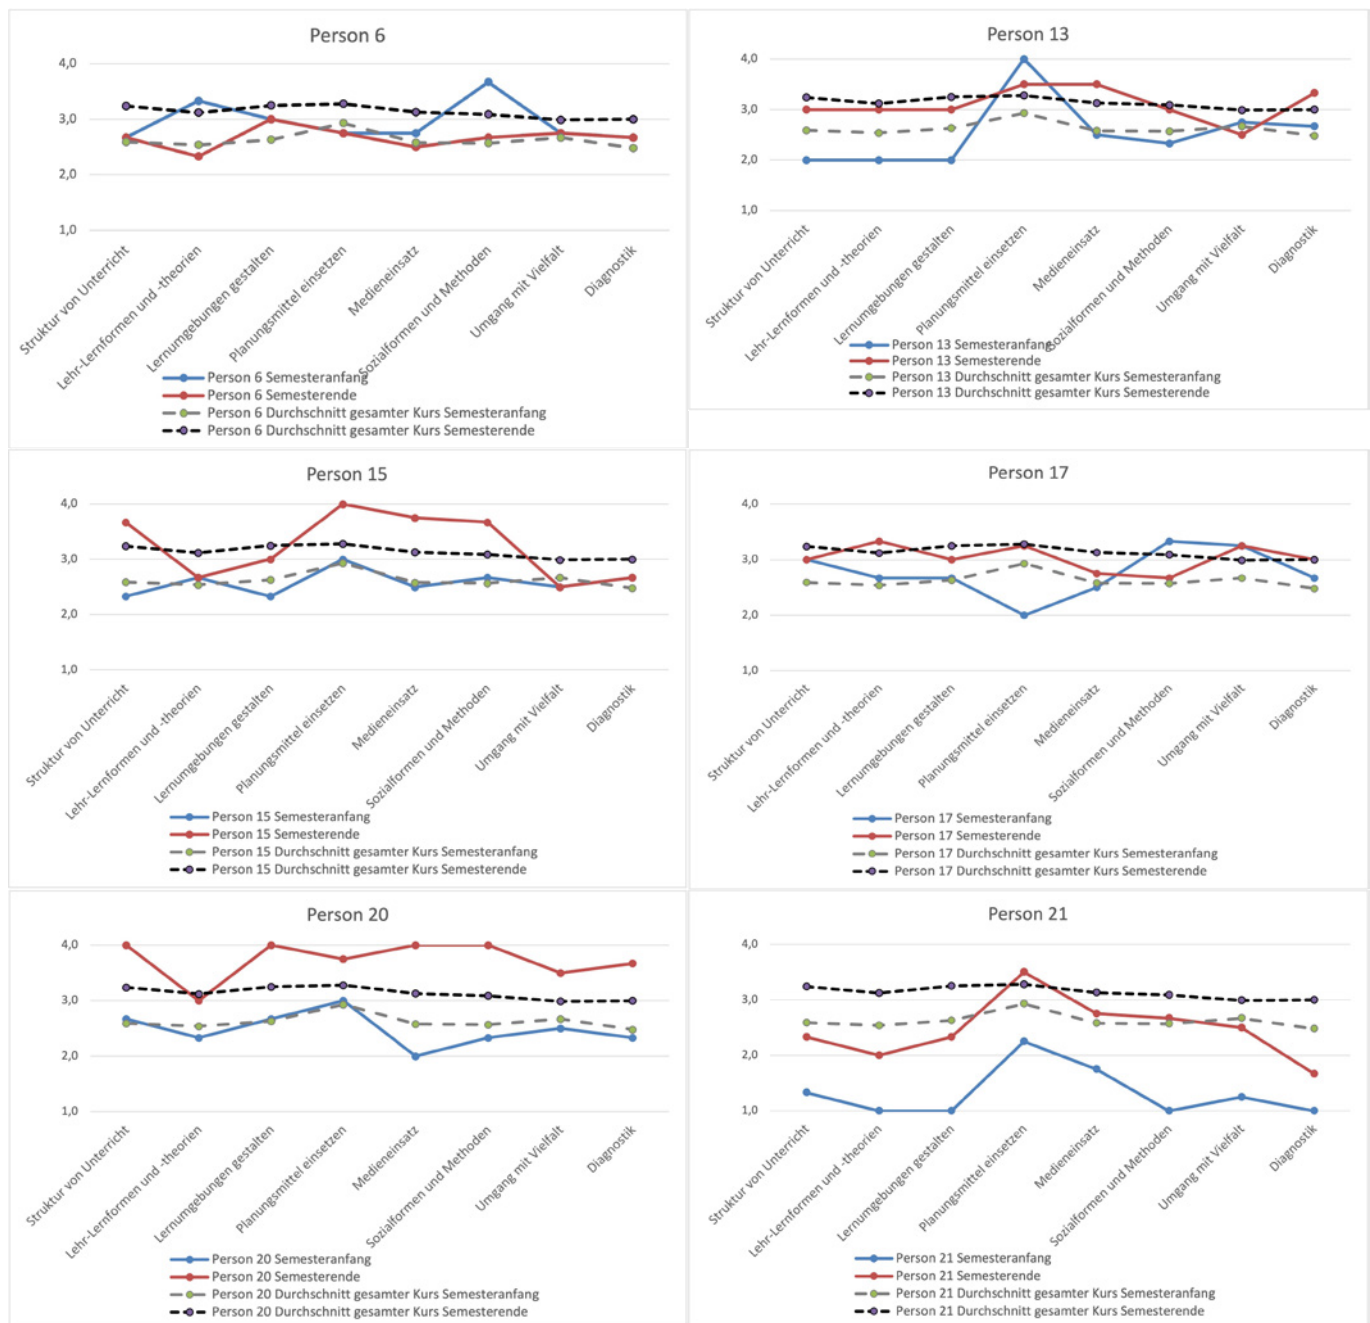 Person 6
4,0
3,0
2,0
1,0
Struktur von Unterricht
Lehr-Lernformen und -theorien
Lernumgebungen gestalten
Planungsmittel einsetzen
Medieneinsatz
Sozialformen und Methoden
Umgang mit Vielfalt
Diagnostik
Person 6 Semesteranfang
Person 6 Semesterende
Person 6 Durchschnitt gesamter Kurs Semesteranfang
Person 6 Durchschnitt gesamter Kurs Semesterende
Person 13
4,0
3,0
2,0
1,0
Struktur von Unterricht
Lehr-Lernformen und -theorien
Lernumgebungen gestalten
Planungsmittel einsetzen
Medieneinsatz
Sozialformen und Methoden
Umgang mit Vielfalt
Diagnostik
Person 13 Semesteranfang
Person 13 Semesterende
Person 13 Durchschnitt gesamter Kurs Semesteranfang
Person 13 Durchschnitt gesamter Kurs Semesterende
Person 15
4,0
3,0
2,0
1,0
Struktur von Unterricht
Lehr-Lernformen und -theorien
Lernumgebungen gestalten
Planungsmittel einsetzen
Medieneinsatz
Sozialformen und Methoden
Umgang mit Vielfalt
Diagnostik
Person 15 Semesteranfang
Person 15 Semesterende
Person 15 Durchschnitt gesamter Kurs Semesteranfang
Person 15 Durchschnitt gesamter Kurs Semesterende
Person 17
4,0
3,0
2,0
1,0
Struktur von Unterricht
Lehr-Lernformen und -theorien
Lernumgebungen gestalten
Planungsmittel einsetzen
Medieneinsatz
Sozialformen und Methoden
Umgang mit Vielfalt
Diagnostik
Person 17 Semesteranfang
Person 17 Semesterende
Person 17 Durchschnitt gesamter Kurs Semesteranfang
Person 17 Durchschnitt gesamter Kurs Semesterende
Person 20
4,0
3,0
2,0
1,0
Struktur von Unterricht
Lehr-Lernformen und -theorien
Lernumgebungen gestalten
Planungsmittel einsetzen
Medieneinsatz
Sozialformen und Methoden
Umgang mit Vielfalt
Diagnostik
Person 20 Semesteranfang
Person 20 Semesterende
Person 20 Durchschnitt gesamter Kurs Semesteranfang
Person 20 Durchschnitt gesamter Kurs Semesterende
Person 21
4,0
3,0
2,0
1,0
Struktur von Unterricht
Lehr-Lernformen und -theorien
Lernumgebungen gestalten
Planungsmittel einsetzen
Medieneinsatz
Sozialformen und Methoden
Umgang mit Vielfalt
Diagnostik
Person 21 Semesteranfang
Person 21 Semesterende
Person 21 Durchschnitt gesamter Kurs Semesteranfang
Person 21 Durchschnitt gesamter Kurs Semesterende